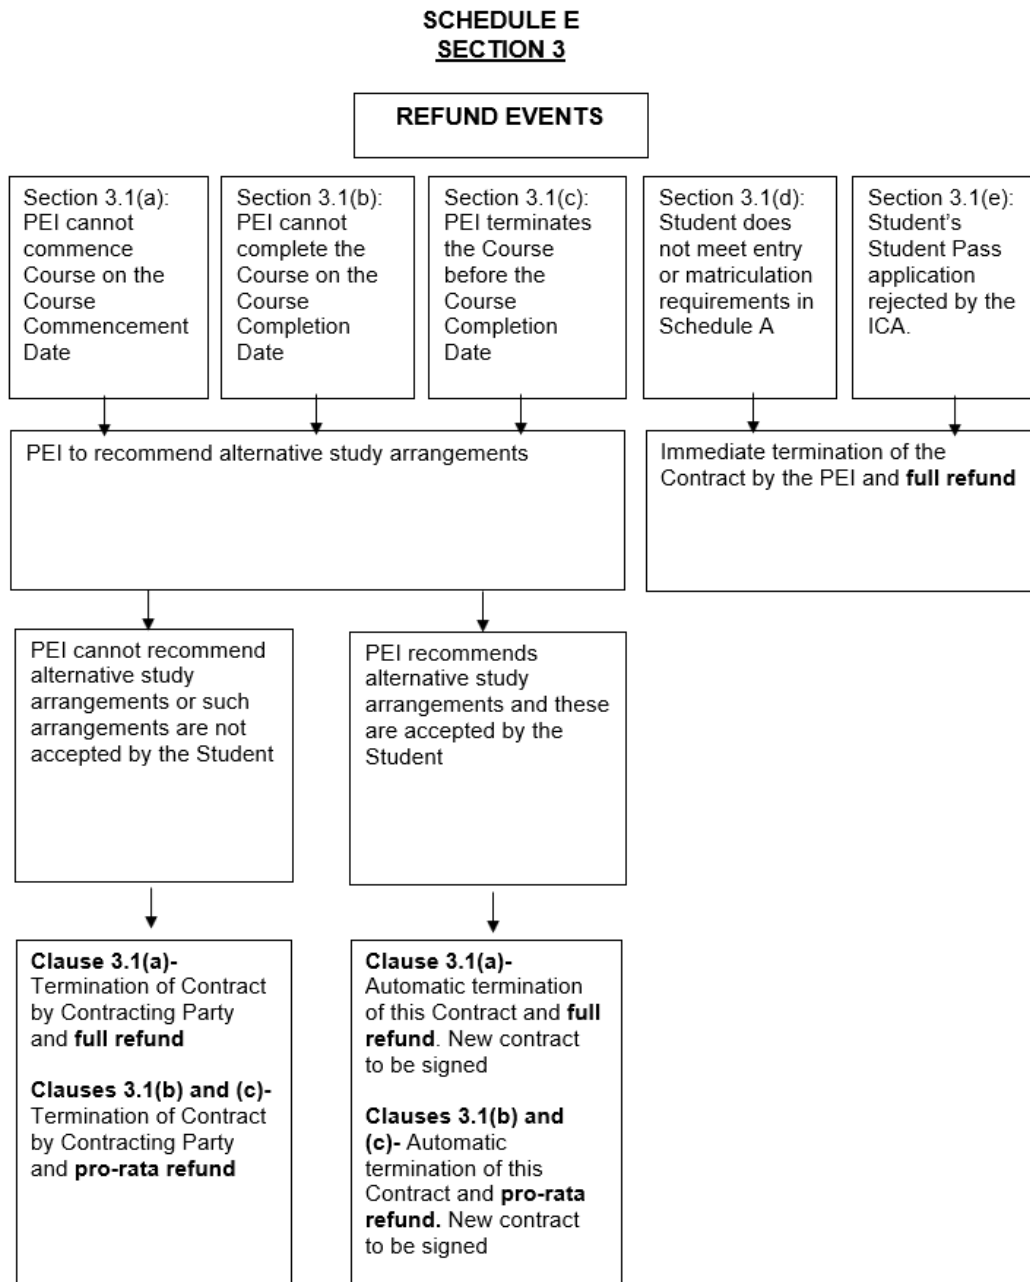 SCHEDULE E
SECTION 3
REFUND EVENTS
Section 3.1(a):
PEI cannot
commence
Course on the
Course
Commencement
Date
Section 3.1(b):
PEI cannot
complete the
Course on the
Course
Completion
Date
Section 3.1(c):
PEI terminates
the Course
before the
Course
Completion
Date
Section 3.1(d):
Student does
not meet entry
or matriculation
requirements in
Schedule A
Section 3.1(e):
Student’s
Student Pass
application
rejected by the
ICA.
PEI to recommend alternative study arrangements
Immediate termination of the
Contract by the PEI and full refund
PEI cannot recommend
alternative study
arrangements or such
arrangements are not
accepted by the Student
PEI recommends
alternative study
arrangements and these
are accepted by the
Student
Clause 3.1(a)-
Termination of Contract
by Contracting Party
and full refund
Clauses 3.1(b) and (c)-
Termination of Contract
by Contracting Party
and pro-rata refund
Clause 3.1(a)-
Automatic termination
of this Contract and full
refund. New contract
to be signed
Clauses 3.1(b) and
(c)- Automatic
termination of this
Contract and pro-rata
refund. New contract
to be signed